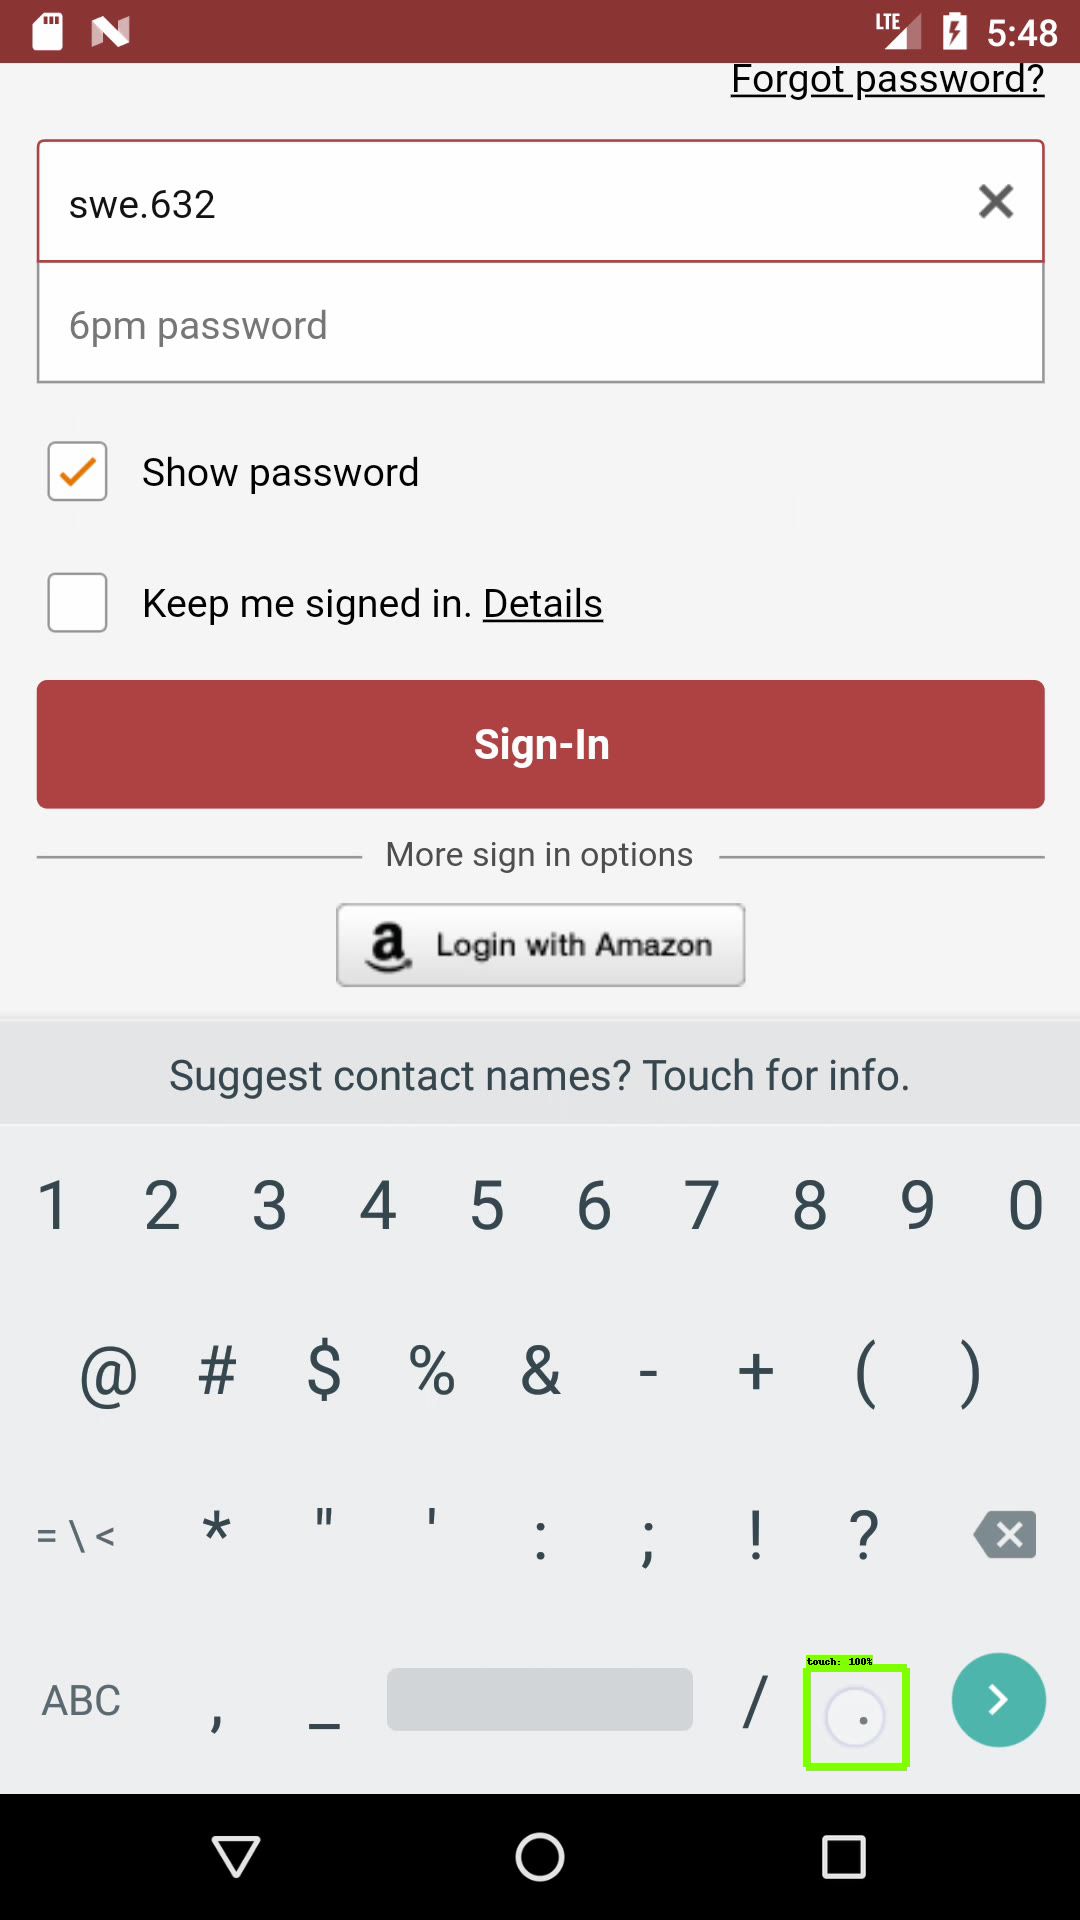 LTE 5:48
Forgot password?
swe.632
6pm password
Show password
Keep me signed in. Details
Sign-In
More sign in options
a Login with Amazon
Suggest contact names? Touch for info.
1 2 3 4 5 6 7 8 9 0
@ # $ % & - + ( )
= \ < * " ' : ; ! ?
touch: 100%
ABC , _ / .